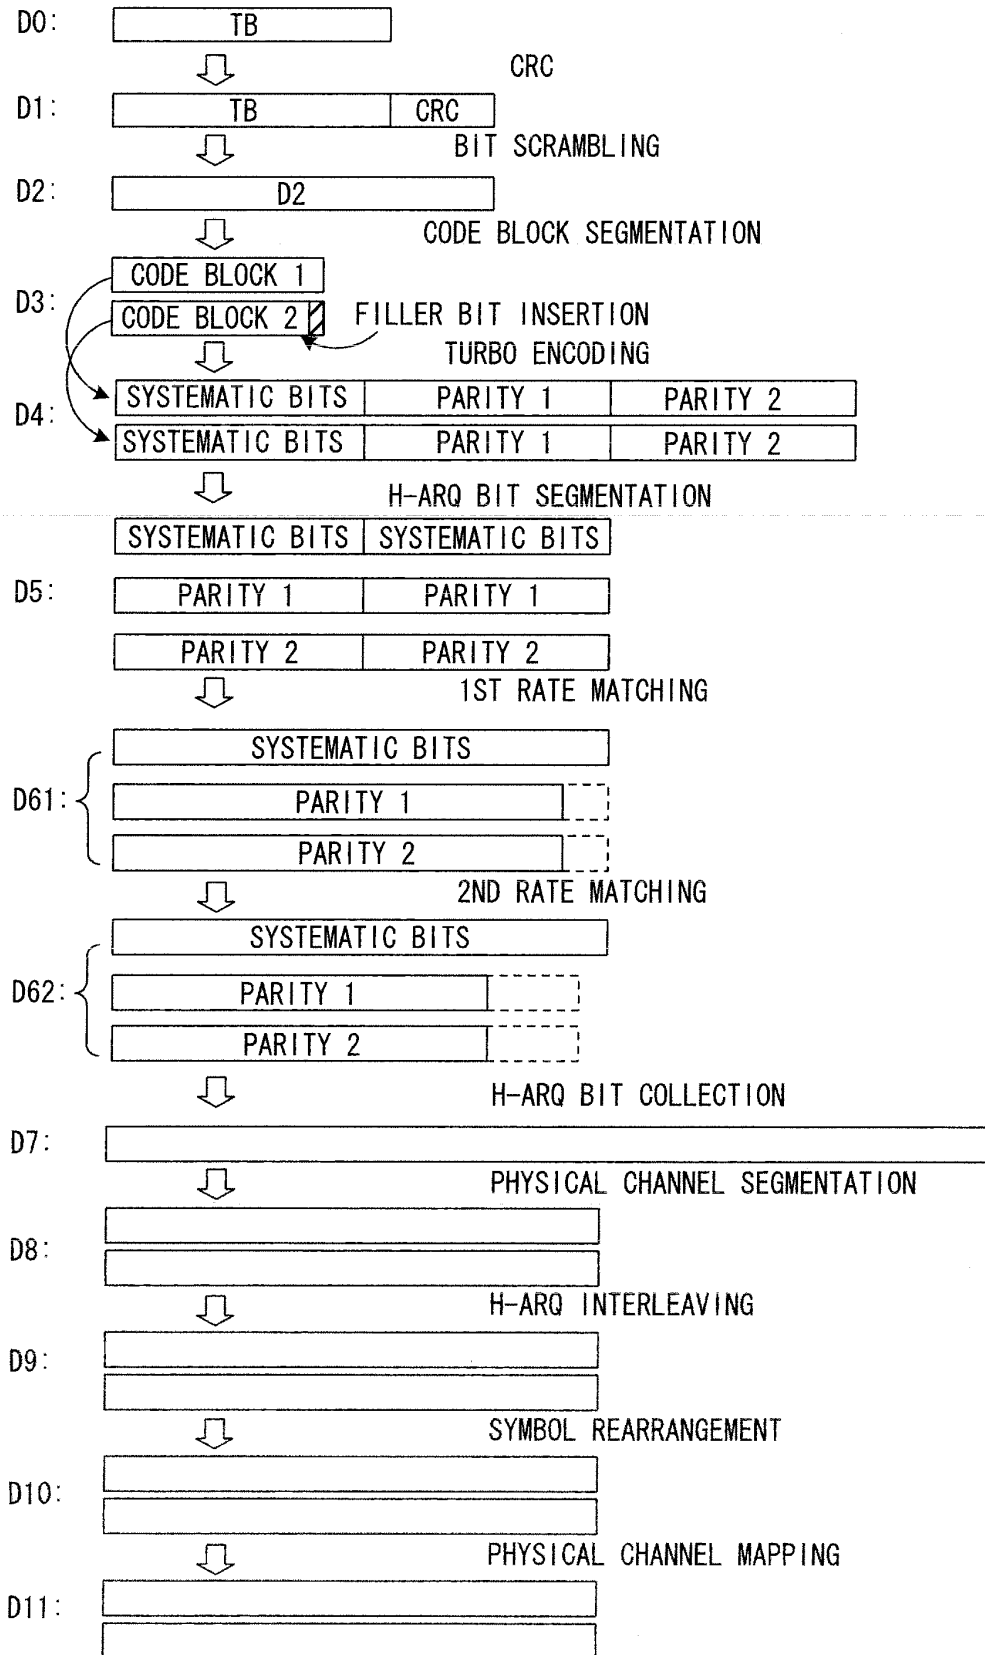 D0: TB
CRC
D1: TB CRC
BIT SCRAMBLING
D2: D2
CODE BLOCK SEGMENTATION
D3: CODE BLOCK 1
CODE BLOCK 2 FILLER BIT INSERTION
TURBO ENCODING
D4: SYSTEMATIC BITS PARITY 1 PARITY 2
SYSTEMATIC BITS PARITY 1 PARITY 2
H-ARQ BIT SEGMENTATION
SYSTEMATIC BITS SYSTEMATIC BITS
D5: PARITY 1 PARITY 1
PARITY 2 PARITY 2
1ST RATE MATCHING
SYSTEMATIC BITS
D61: PARITY 1
PARITY 2
2ND RATE MATCHING
SYSTEMATIC BITS
D62: PARITY 1
PARITY 2
H-ARQ BIT COLLECTION
D7:
PHYSICAL CHANNEL SEGMENTATION
D8:
H-ARQ INTERLEAVING
D9:
SYMBOL REARRANGEMENT
D10:
PHYSICAL CHANNEL MAPPING
D11: